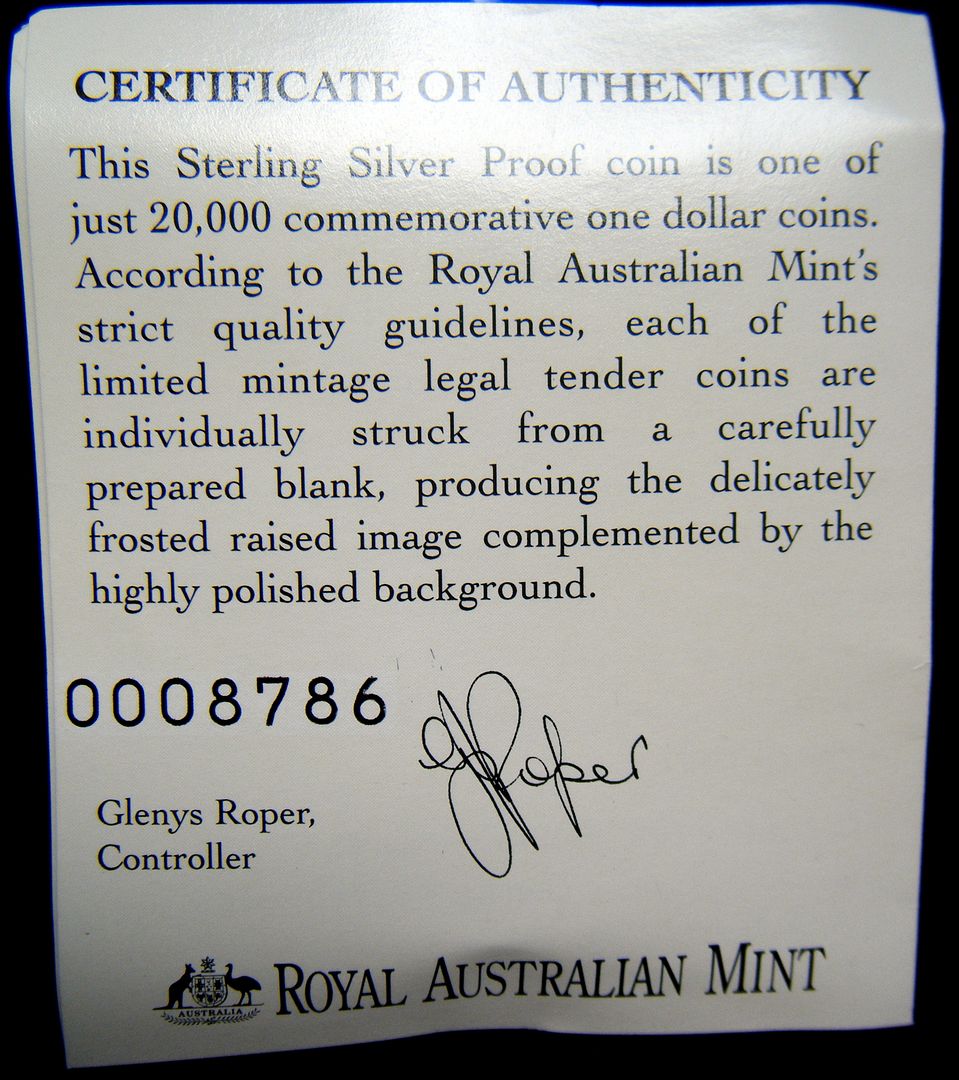 CERTIFICATE OF AUTHENTICITY
This Sterling Silver Proof coin is one of
just 20,000 commemorative one dollar coins.
According to the Royal Australian Mint's
strict quality guidelines, each of the
limited mintage legal tender coins are
individually struck from a carefully
prepared blank, producing the delicately
frosted raised image complemented by the
highly polished background.
0008786
G Roper
Glenys Roper,
Controller
AUSTRALIA
ROYAL AUSTRALIAN MINT